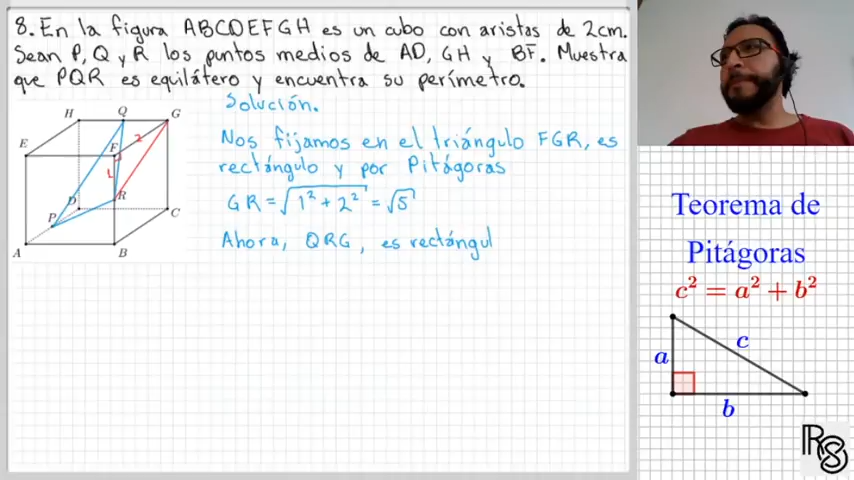 8. En la figura ABCDEFGH es un cubo con aristas de 2cm.
Sean P, Q y R los puntos medios de AD, GH y BF. Muestra
que PQR es equilátero y encuentra su perímetro.
Solución.
Nos fijamos en el triángulo FGR, es
rectángulo y por Pitágoras
GR = √1² + 2² = √5
Ahora, QRG, es rectángul
H Q G
2
E F
1
D R
P C
A B
Teorema de
Pitágoras
c² = a² + b²
a c
b
RS